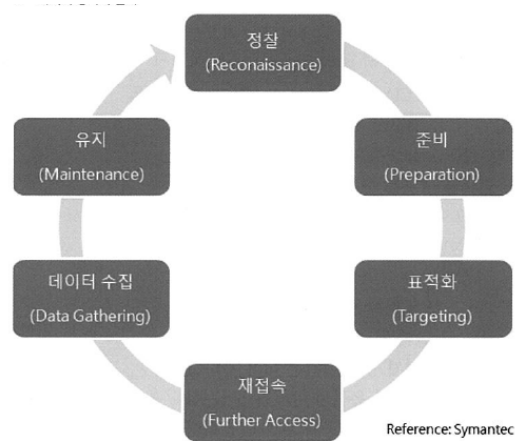 정찰
(Reconaissance)
준비
(Preparation)
표적화
(Targeting)
재접속
(Further Access)
데이터 수집
(Data Gathering)
유지
(Maintenance)
Reference: Symantec